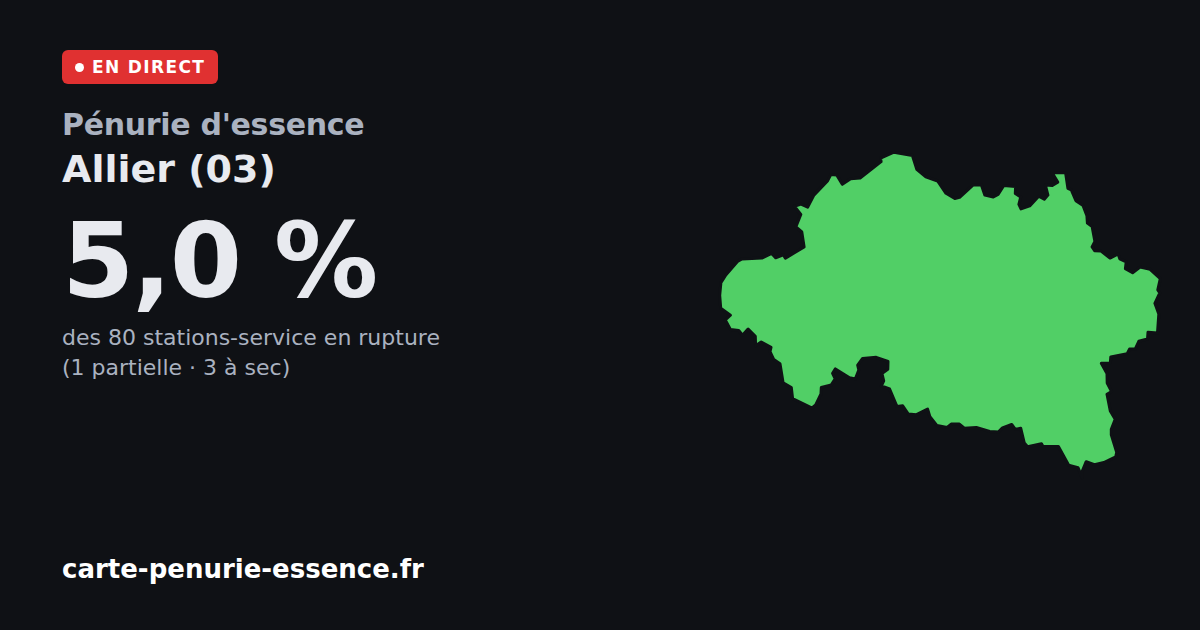 EN DIRECT
Pénurie d'essence
Allier (03)
5,0 %
des 80 stations-service en rupture
(1 partielle · 3 à sec)
carte-penurie-essence.fr